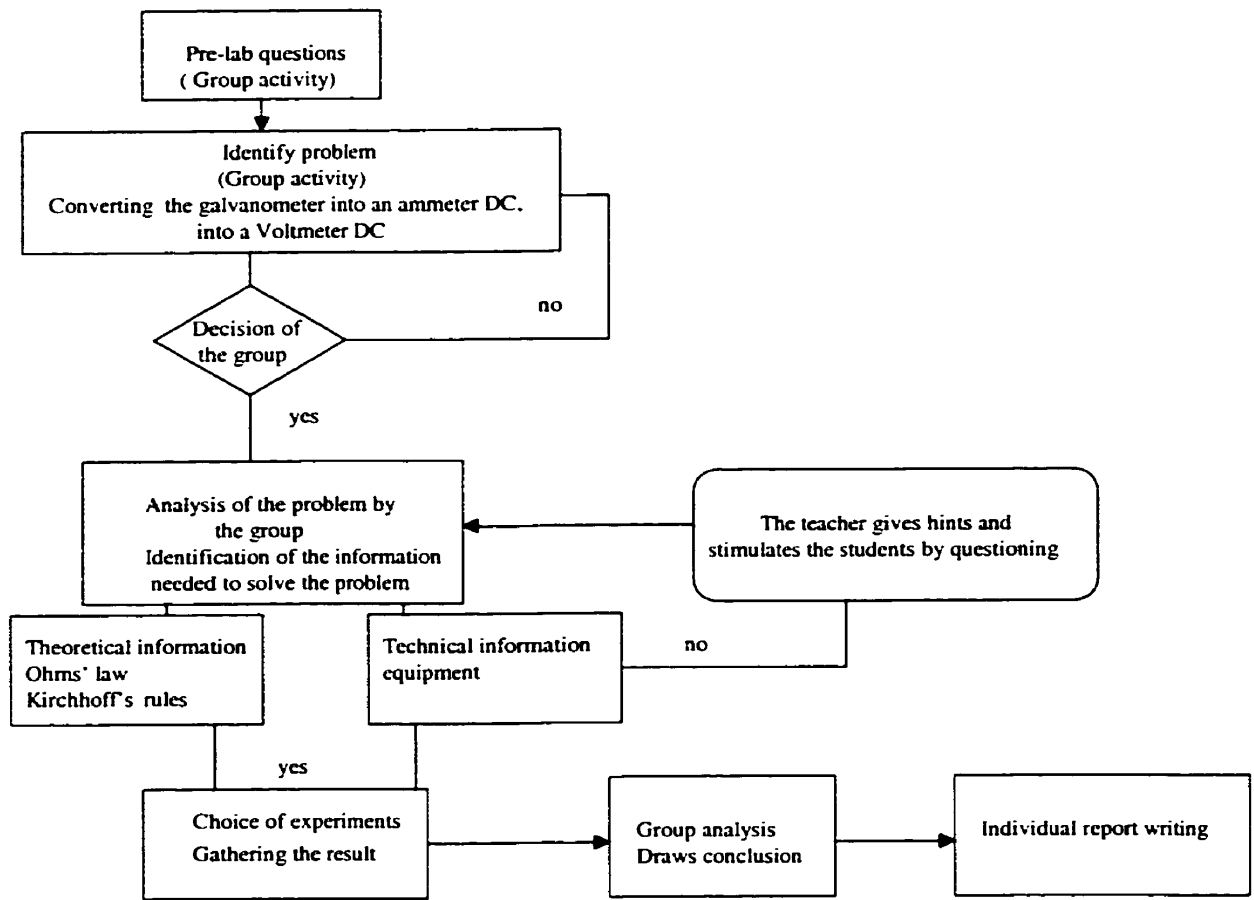 Pre-lab questions
( Group activity)
Identify problem
(Group activity)
Converting the galvanometer into an ammeter DC,
into a Voltmeter DC
no
Decision of
the group
yes
Analysis of the problem by
the group
Identification of the information
needed to solve the problem
The teacher gives hints and
stimulates the students by questioning
Theoretical information
Ohms' law
Kirchhoff's rules
Technical information
equipment
no
yes
Choice of experiments
Gathering the result
Group analysis
Draws conclusion
Individual report writing